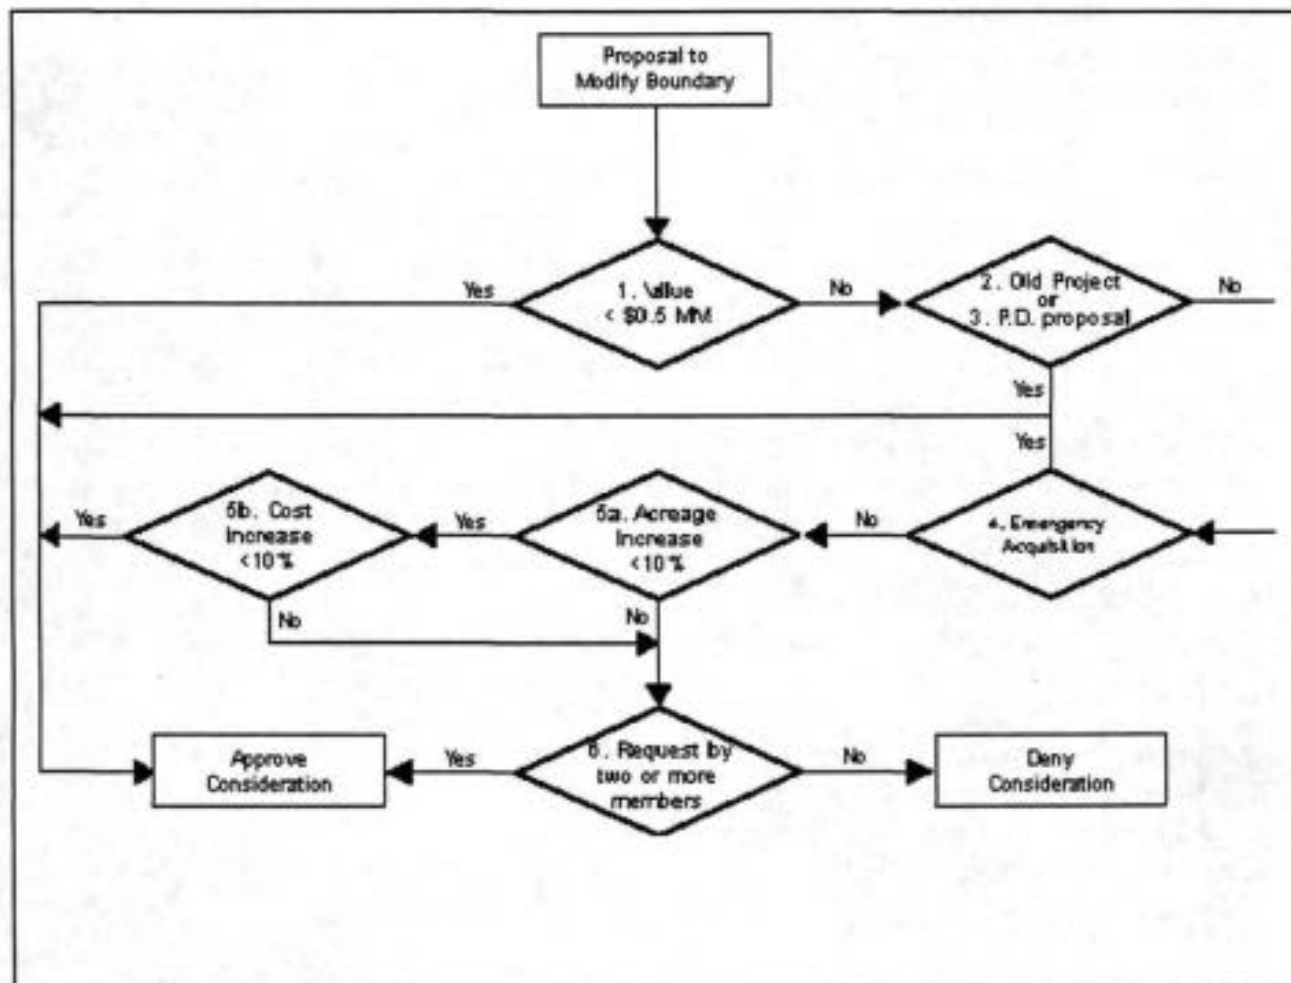 Proposal to
Modify Boundary
Yes
1. Value
< $0.5 MM
No
2. Old Project
or
3. P.D. proposal
No
Yes
Yes
Yes
5b. Cost
Increase
<10%
Yes
5a. Acreage
Increase
<10%
No
4. Emergency
Acquisition
No
No
Approve
Consideration
Yes
6. Request by
two or more
members
No
Deny
Consideration